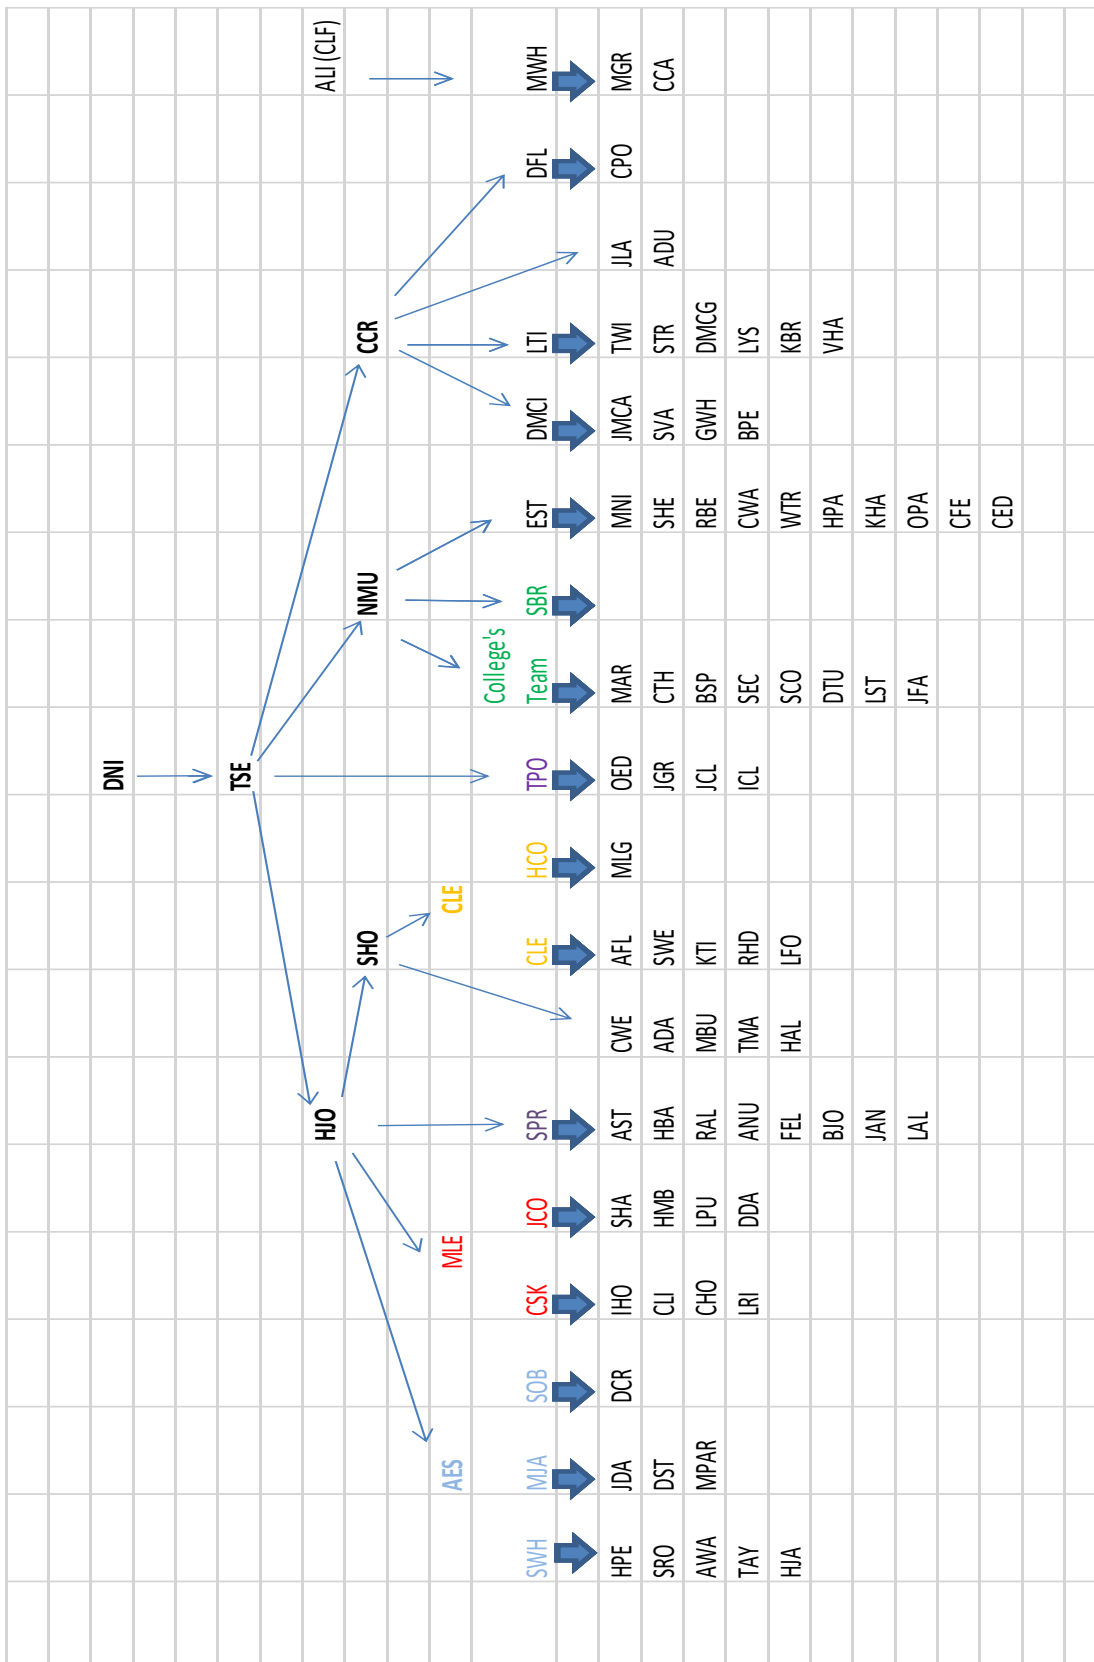 DNI
TSE
HJO
ALI (CLF)
SHO
NMU
CCR
AES
MLE
CLE
College's
Team
SWH
MJA
SOB
CSK
JCO
SPR
CLE
HCO
TPO
SBR
EST
DMCI
LTI
DFL
MWH
HPE
JDA
DCR
IHO
SHA
AST
CWE
AFL
MLG
OED
MAR
MNI
JMCA
TWI
JLA
CPO
MGR
SRO
DST
CLI
HMB
HBA
ADA
SWE
JGR
CTH
SHE
SVA
STR
ADU
CCA
AWA
MPAR
CHO
LPU
RAL
MBU
KTI
JCL
BSP
RBE
GWH
DMCG
TAY
LRI
DDA
ANU
TMA
RHD
ICL
SEC
CWA
BPE
LYS
HJA
FEL
HAL
LFO
SCO
WTR
KBR
BJO
DTU
HPA
VHA
JAN
LST
KHA
LAL
JFA
OPA
CFE
CED